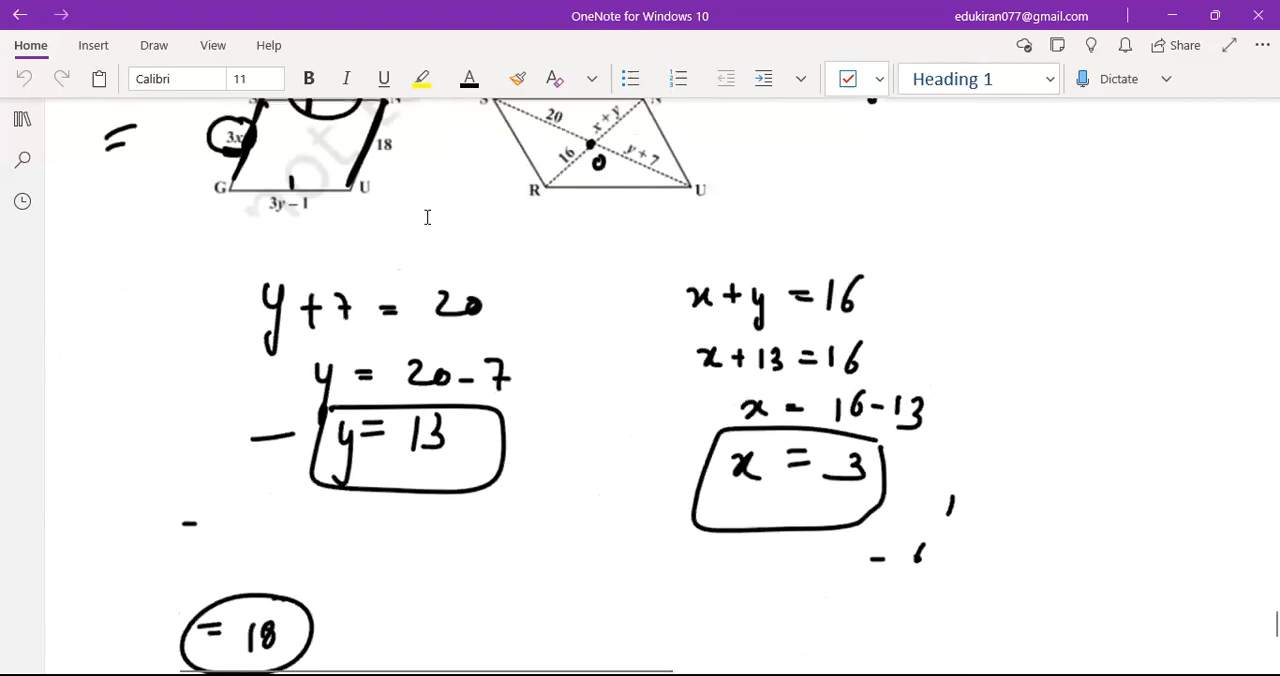 OneNote for Windows 10
edukiran077@gmail.com
Home Insert Draw View Help
Share
Calibri 11 B I U A A Heading 1 Dictate
S N S N
3x 18 20 x + y
16 O y + 7
G U R U
3y – 1
y + 7 = 20
y = 20 - 7
y = 13
x + y = 16
x + 13 = 16
x = 16 - 13
x = 3
= 18